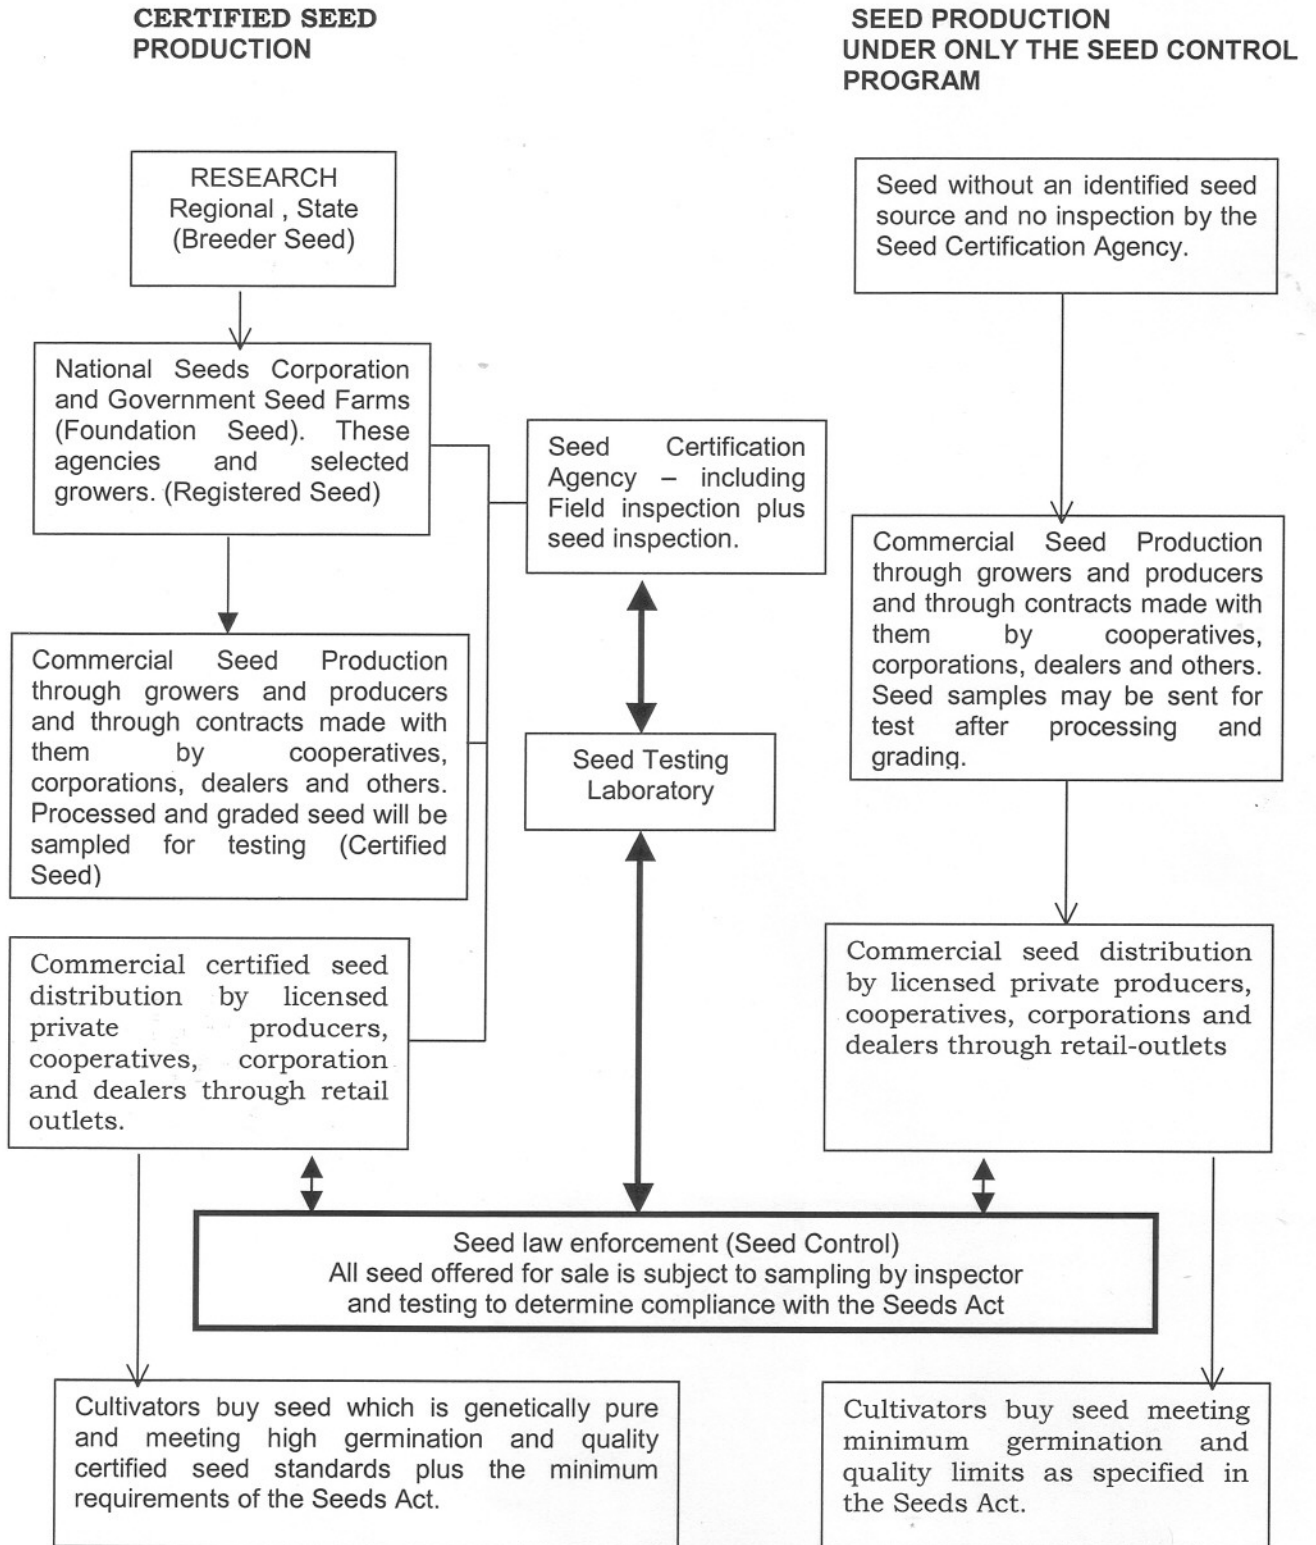 CERTIFIED SEED
PRODUCTION
SEED PRODUCTION
UNDER ONLY THE SEED CONTROL
PROGRAM
RESEARCH
Regional , State
(Breeder Seed)
Seed without an identified seed
source and no inspection by the
Seed Certification Agency.
National Seeds Corporation
and Government Seed Farms
(Foundation Seed). These
agencies and selected
growers. (Registered Seed)
Seed Certification
Agency – including
Field inspection plus
seed inspection.
Commercial Seed Production
through growers and producers
and through contracts made with
them by cooperatives,
corporations, dealers and others.
Seed samples may be sent for
test after processing and
grading.
Commercial Seed Production
through growers and producers
and through contracts made with
them by cooperatives,
corporations, dealers and others.
Processed and graded seed will be
sampled for testing (Certified
Seed)
Seed Testing
Laboratory
Commercial certified seed
distribution by licensed
private producers,
cooperatives, corporation
and dealers through retail
outlets.
Commercial seed distribution
by licensed private producers,
cooperatives, corporations and
dealers through retail-outlets
Seed law enforcement (Seed Control)
All seed offered for sale is subject to sampling by inspector
and testing to determine compliance with the Seeds Act
Cultivators buy seed which is genetically pure
and meeting high germination and quality
certified seed standards plus the minimum
requirements of the Seeds Act.
Cultivators buy seed meeting
minimum germination and
quality limits as specified in
the Seeds Act.